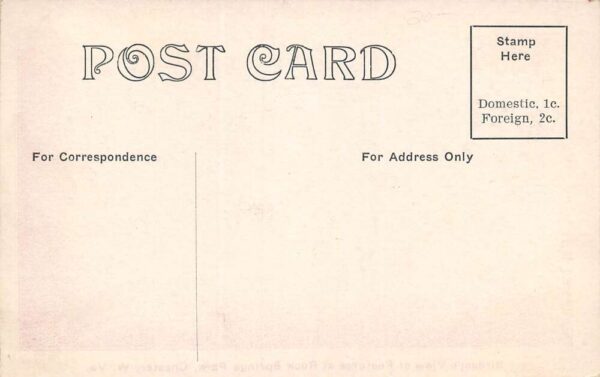 POST CARD
Stamp
Here
Domestic, 1c.
Foreign, 2c.
For Correspondence
For Address Only